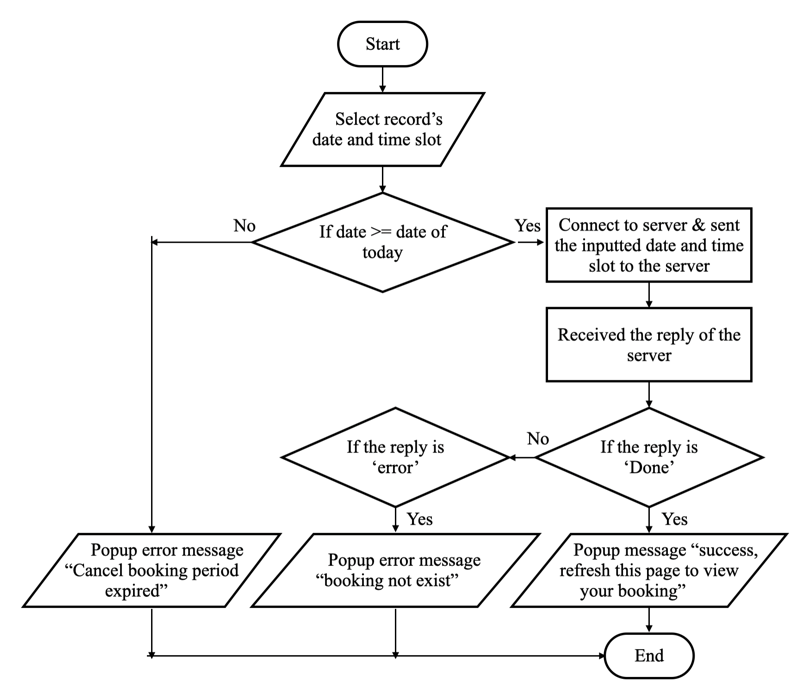 Start
Select record's
date and time slot
If date >= date of
today
No
Yes
Connect to server & sent
the inputted date and time
slot to the server
Received the reply of the
server
If the reply is
‘Done’
No
If the reply is
‘error’
Yes
Yes
Popup error message
“Cancel booking period
expired”
Popup error message
“booking not exist”
Popup message “success,
refresh this page to view
your booking”
End